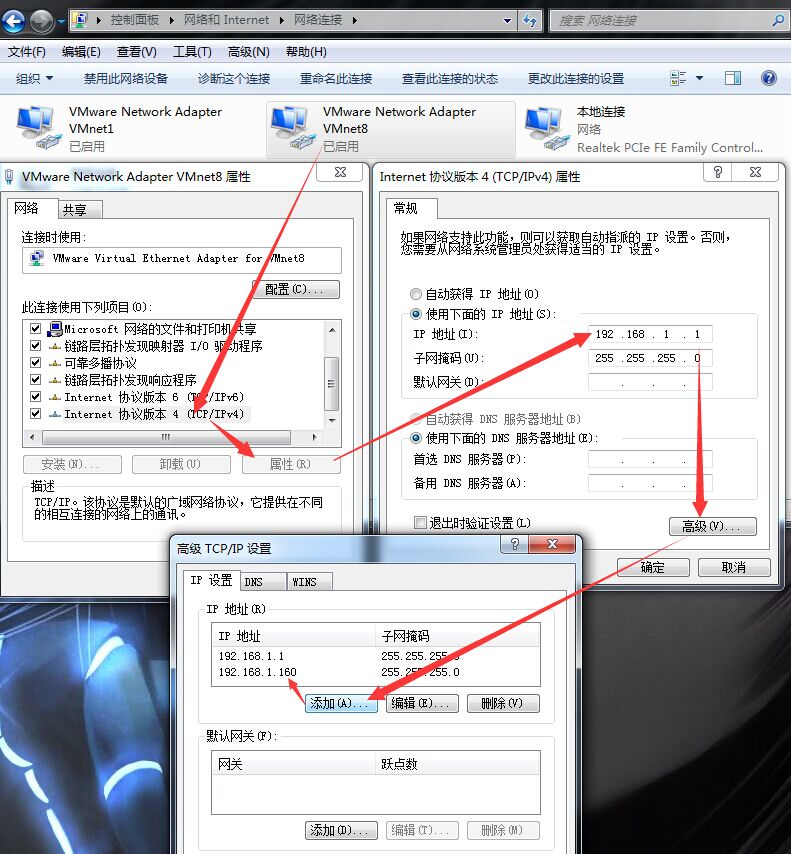 控制面板 ▸ 网络和 Internet ▸ 网络连接 ▸
搜索 网络连接
文件(F) 编辑(E) 查看(V) 工具(T) 高级(N) 帮助(H)
组织 禁用此网络设备 诊断这个连接 重命名此连接 查看此连接的状态 更改此连接的设置
VMware Network Adapter
VMnet1
已启用
VMware Network Adapter
VMnet8
已启用
本地连接
网络
Realtek PCIe FE Family Control...
VMware Network Adapter VMnet8 属性
网络 共享
连接时使用:
VMware Virtual Ethernet Adapter for VMnet8
配置(C)...
此连接使用下列项目(O):
Microsoft 网络的文件和打印机共享
链路层拓扑发现映射器 I/O 驱动程序
可靠多播协议
链路层拓扑发现响应程序
Internet 协议版本 6 (TCP/IPv6)
Internet 协议版本 4 (TCP/IPv4)
安装(N)... 卸载(U) 属性(R)
描述
TCP/IP。该协议是默认的广域网络协议，它提供在不同
的相互连接的网络上的通讯。
Internet 协议版本 4 (TCP/IPv4) 属性
常规
如果网络支持此功能，则可以获取自动指派的 IP 设置。否则，
您需要从网络系统管理员处获得适当的 IP 设置。
自动获得 IP 地址(O)
使用下面的 IP 地址(S):
IP 地址(I): 192 .168 . 1 . 1
子网掩码(U): 255 .255 .255 . 0
默认网关(D): . . .
自动获得 DNS 服务器地址(B)
使用下面的 DNS 服务器地址(E):
首选 DNS 服务器(P): . . .
备用 DNS 服务器(A): . . .
退出时验证设置(L)
高级(V)...
确定 取消
高级 TCP/IP 设置
IP 设置 DNS WINS
IP 地址(R)
IP 地址 子网掩码
192.168.1.1 255.255.255.0
192.168.1.160 255.255.255.0
添加(A)... 编辑(E)... 删除(V)
默认网关(F):
网关 跃点数
添加(D)... 编辑(T)... 删除(M)